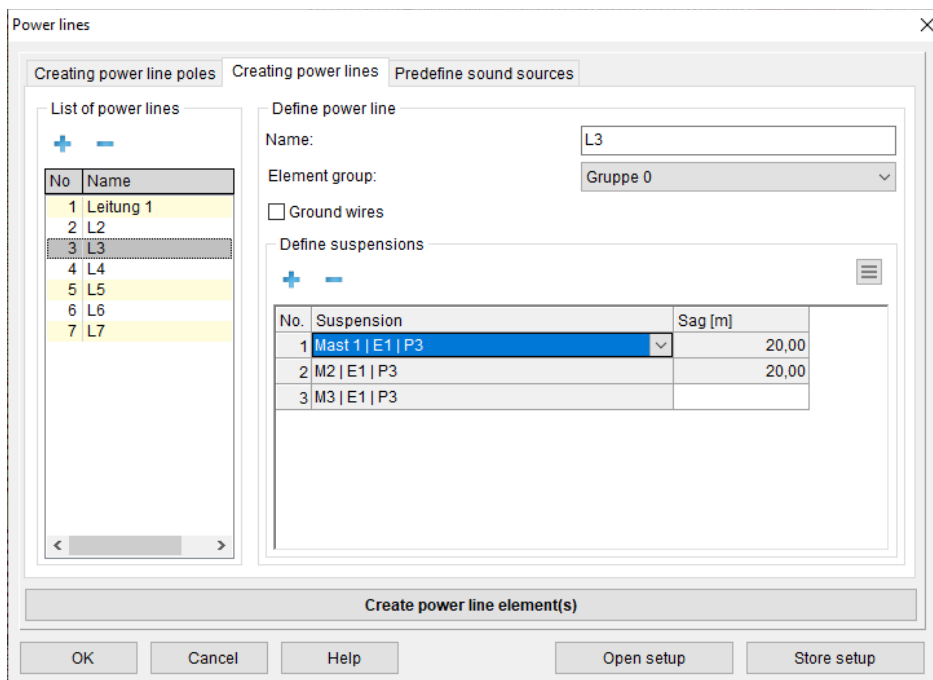 Power lines
Creating power line poles Creating power lines Predefine sound sources
List of power lines
No Name
1 Leitung 1
2 L2
3 L3
4 L4
5 L5
6 L6
7 L7
Define power line
Name: L3
Element group: Gruppe 0
Ground wires
Define suspensions
No. Suspension Sag [m]
1 Mast 1 | E1 | P3 20,00
2 M2 | E1 | P3 20,00
3 M3 | E1 | P3
Create power line element(s)
OK Cancel Help Open setup Store setup